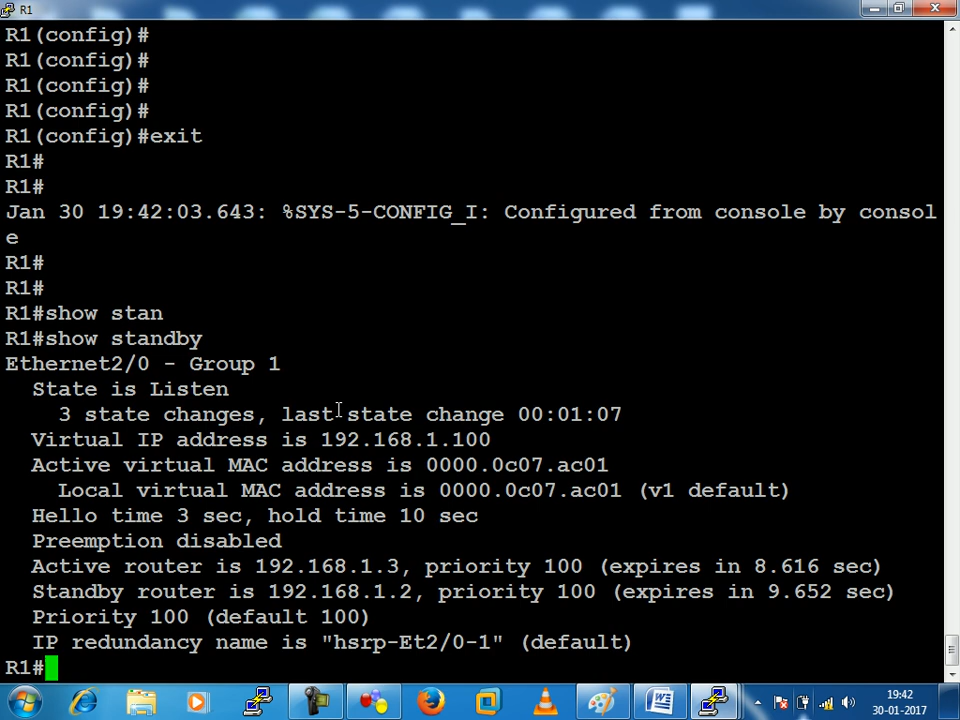 R1
R1(config)#
R1(config)#
R1(config)#
R1(config)#
R1(config)#exit
R1#
R1#
Jan 30 19:42:03.643: %SYS-5-CONFIG_I: Configured from console by consol
e
R1#
R1#
R1#show stan
R1#show standby
Ethernet2/0 - Group 1
  State is Listen
    3 state changes, last state change 00:01:07
  Virtual IP address is 192.168.1.100
  Active virtual MAC address is 0000.0c07.ac01
    Local virtual MAC address is 0000.0c07.ac01 (v1 default)
  Hello time 3 sec, hold time 10 sec
  Preemption disabled
  Active router is 192.168.1.3, priority 100 (expires in 8.616 sec)
  Standby router is 192.168.1.2, priority 100 (expires in 9.652 sec)
  Priority 100 (default 100)
  IP redundancy name is "hsrp-Et2/0-1" (default)
R1#
19:42
30-01-2017